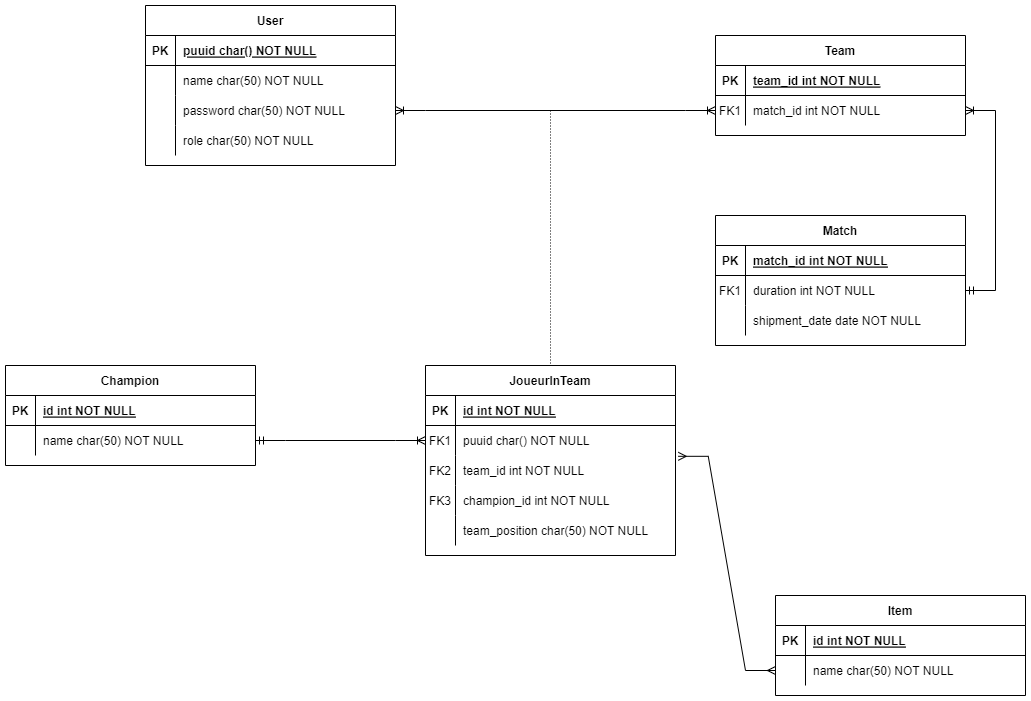 User
PK puuid char() NOT NULL
name char(50) NOT NULL
password char(50) NOT NULL
role char(50) NOT NULL
Team
PK team_id int NOT NULL
FK1 match_id int NOT NULL
Match
PK match_id int NOT NULL
FK1 duration int NOT NULL
shipment_date date NOT NULL
Champion
PK id int NOT NULL
name char(50) NOT NULL
JoueurInTeam
PK id int NOT NULL
FK1 puuid char() NOT NULL
FK2 team_id int NOT NULL
FK3 champion_id int NOT NULL
team_position char(50) NOT NULL
Item
PK id int NOT NULL
name char(50) NOT NULL